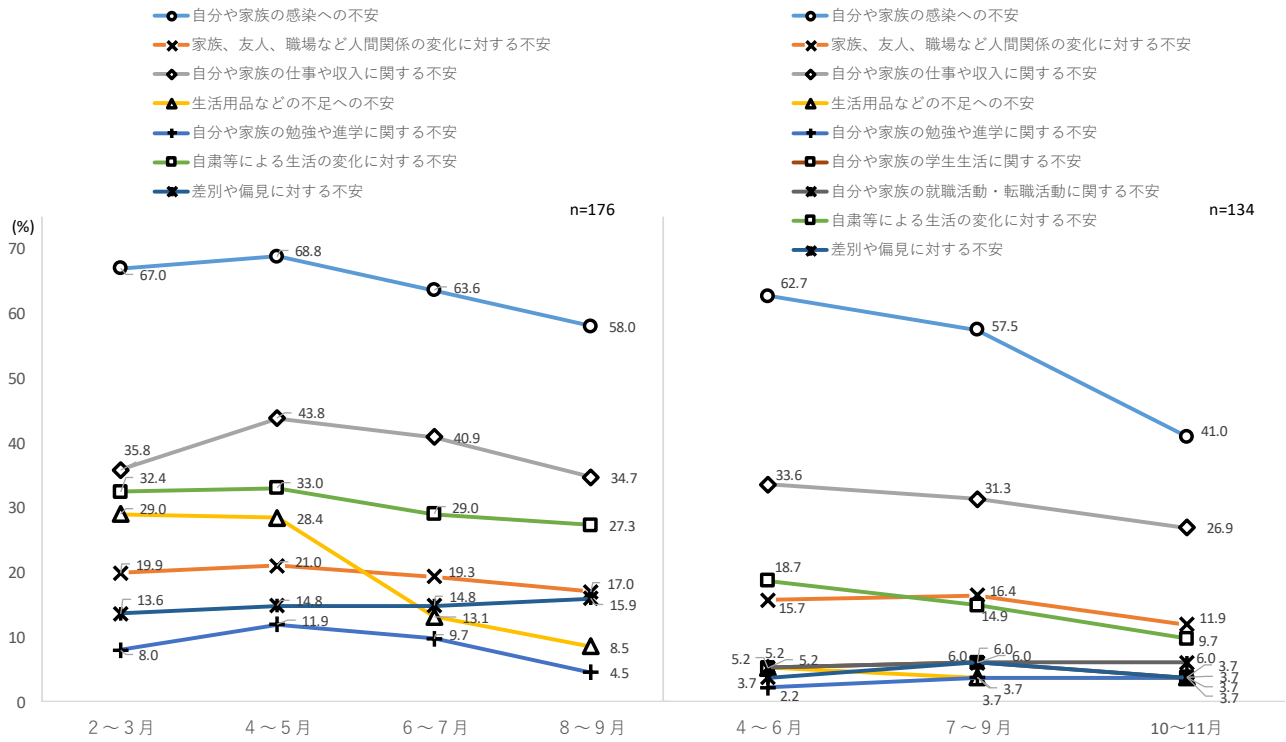 自分や家族の感染への不安
家族、友人、職場など人間関係の変化に対する不安
自分や家族の仕事や収入に関する不安
生活用品などの不足への不安
自分や家族の勉強や進学に関する不安
自粛等による生活の変化に対する不安
差別や偏見に対する不安
n=176
(%)
70
60
50
40
30
20
10
0
67.0
68.8
63.6
58.0
35.8
43.8
40.9
34.7
32.4
33.0
29.0
27.3
29.0
28.4
13.1
8.5
19.9
21.0
19.3
17.0
13.6
14.8
14.8
15.9
8.0
11.9
9.7
4.5
2～3月
4～5月
6～7月
8～9月
自分や家族の感染への不安
家族、友人、職場など人間関係の変化に対する不安
自分や家族の仕事や収入に関する不安
生活用品などの不足への不安
自分や家族の勉強や進学に関する不安
自分や家族の学生生活に関する不安
自分や家族の就職活動・転職活動に関する不安
自粛等による生活の変化に対する不安
差別や偏見に対する不安
n=134
62.7
57.5
41.0
33.6
31.3
26.9
18.7
14.9
9.7
15.7
16.4
11.9
5.2
5.2
5.2
3.7
2.2
6.0
6.0
6.0
3.7
3.7
6.0
3.7
3.7
3.7
3.7
4～6月
7～9月
10～11月